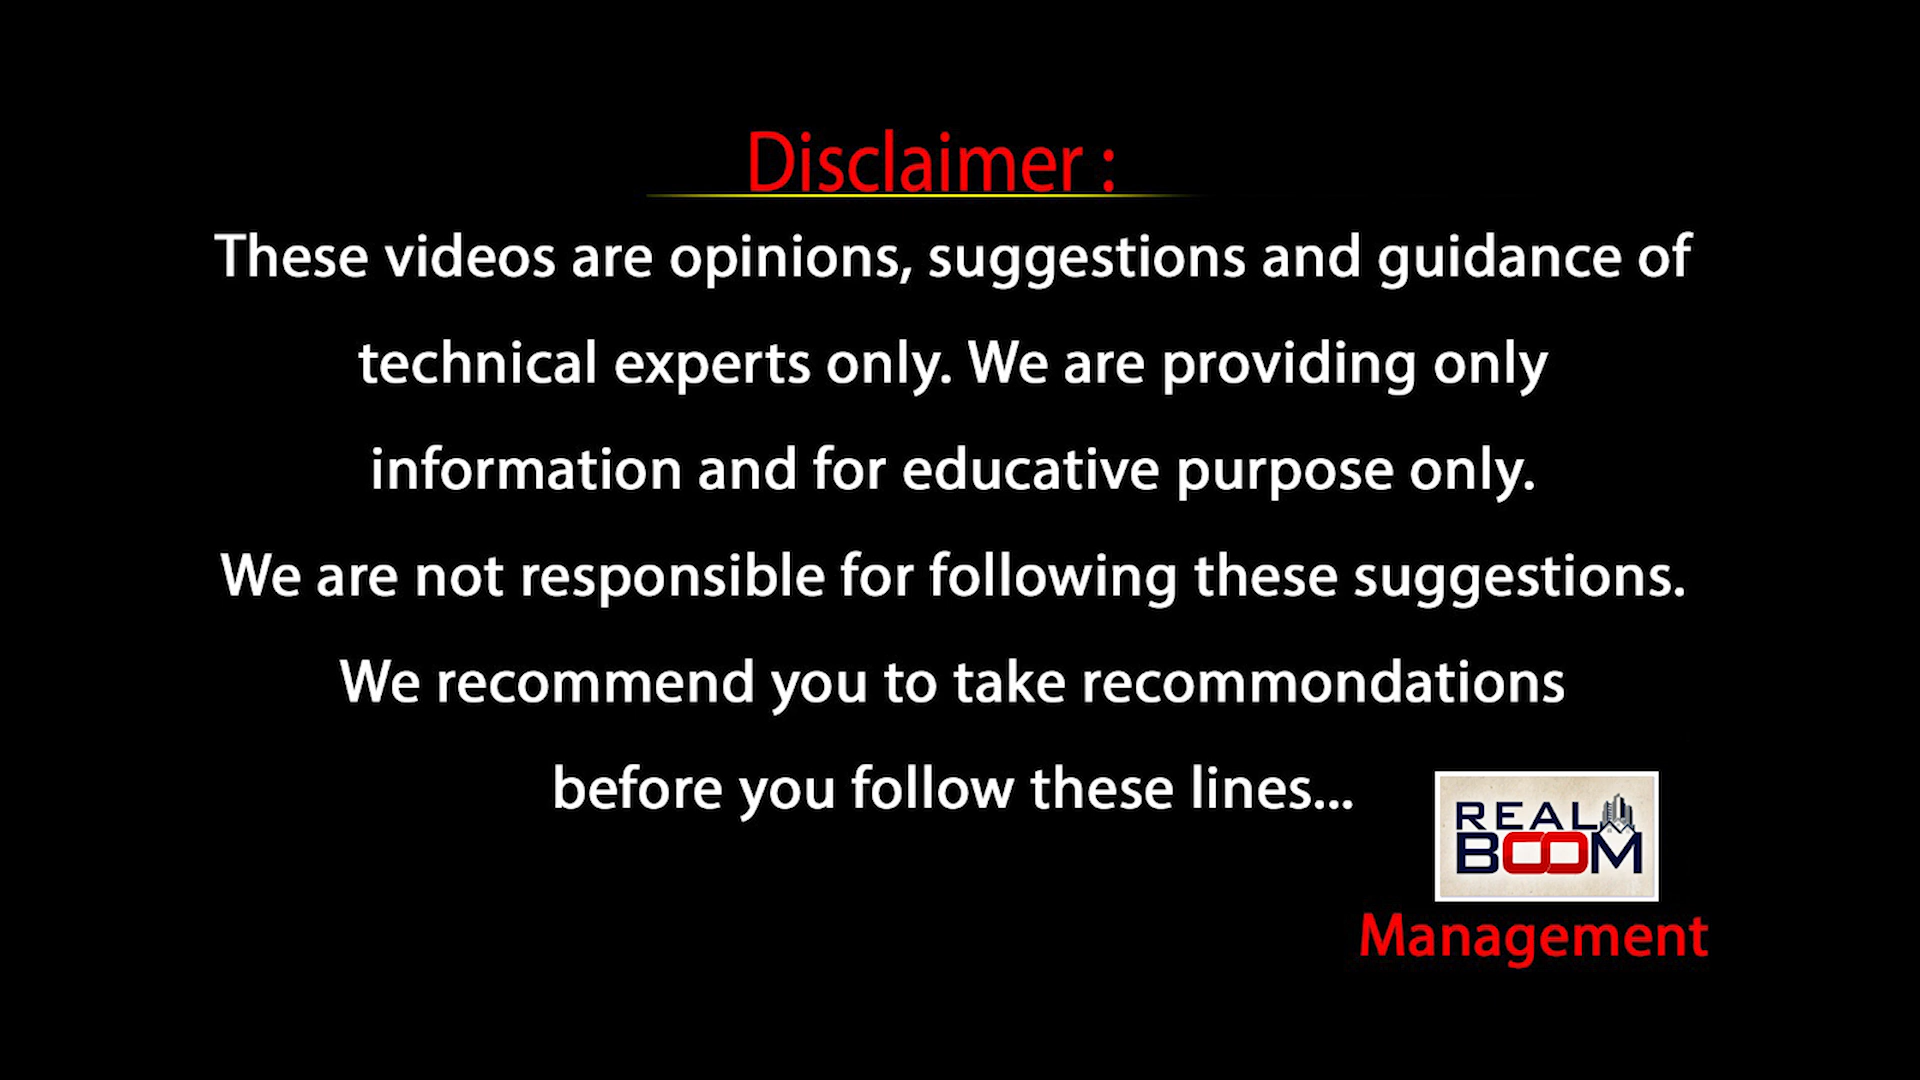 Disclaimer :
These videos are opinions, suggestions and guidance of
technical experts only. We are providing only
information and for educative purpose only.
We are not responsible for following these suggestions.
We recommend you to take recommondations
before you follow these lines...
REAL
BOOM
Management